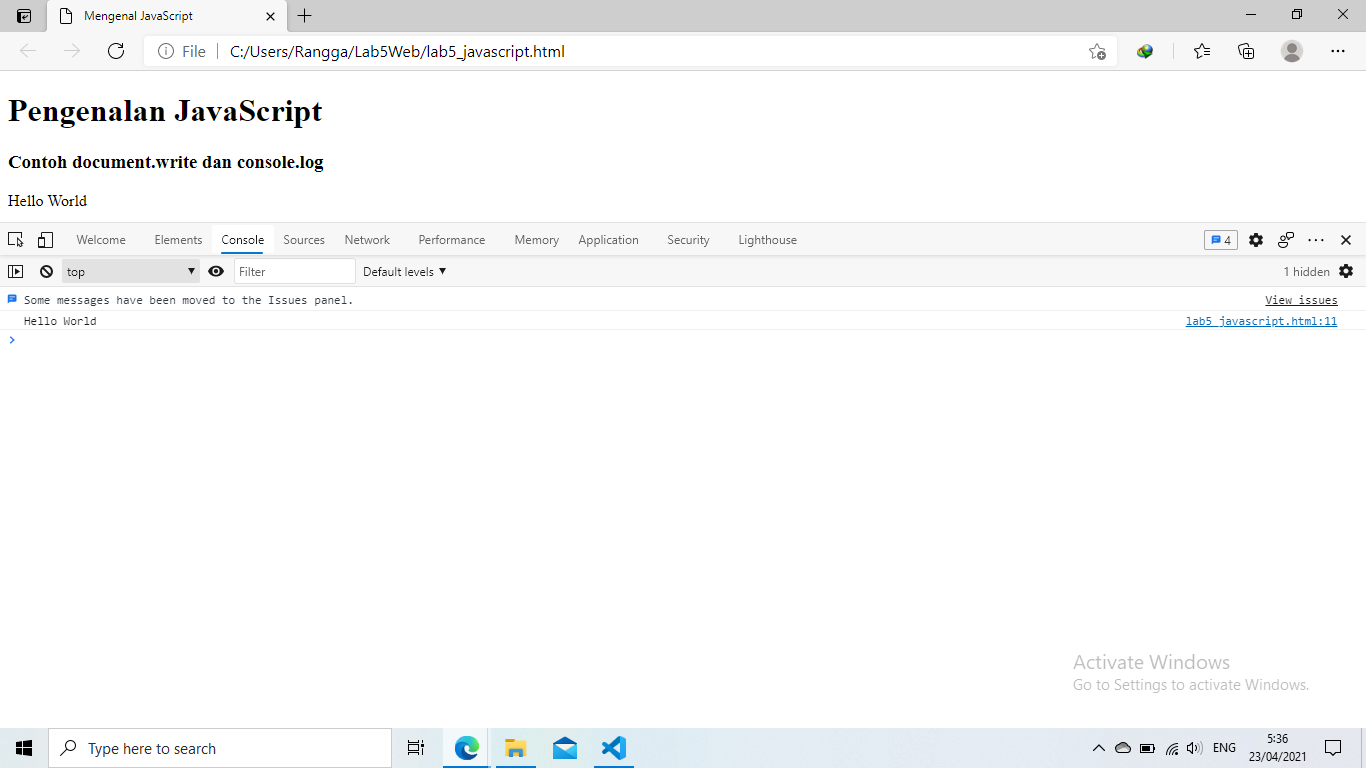 Mengenal JavaScript
File
C:/Users/Rangga/Lab5Web/lab5_javascript.html
Pengenalan JavaScript
Contoh document.write dan console.log
Hello World
Welcome Elements Console Sources Network Performance Memory Application Security Lighthouse 4
top Filter Default levels 1 hidden
Some messages have been moved to the Issues panel. View issues
Hello World lab5_javascript.html:11
Activate Windows
Go to Settings to activate Windows.
Type here to search
ENG
5:36
23/04/2021